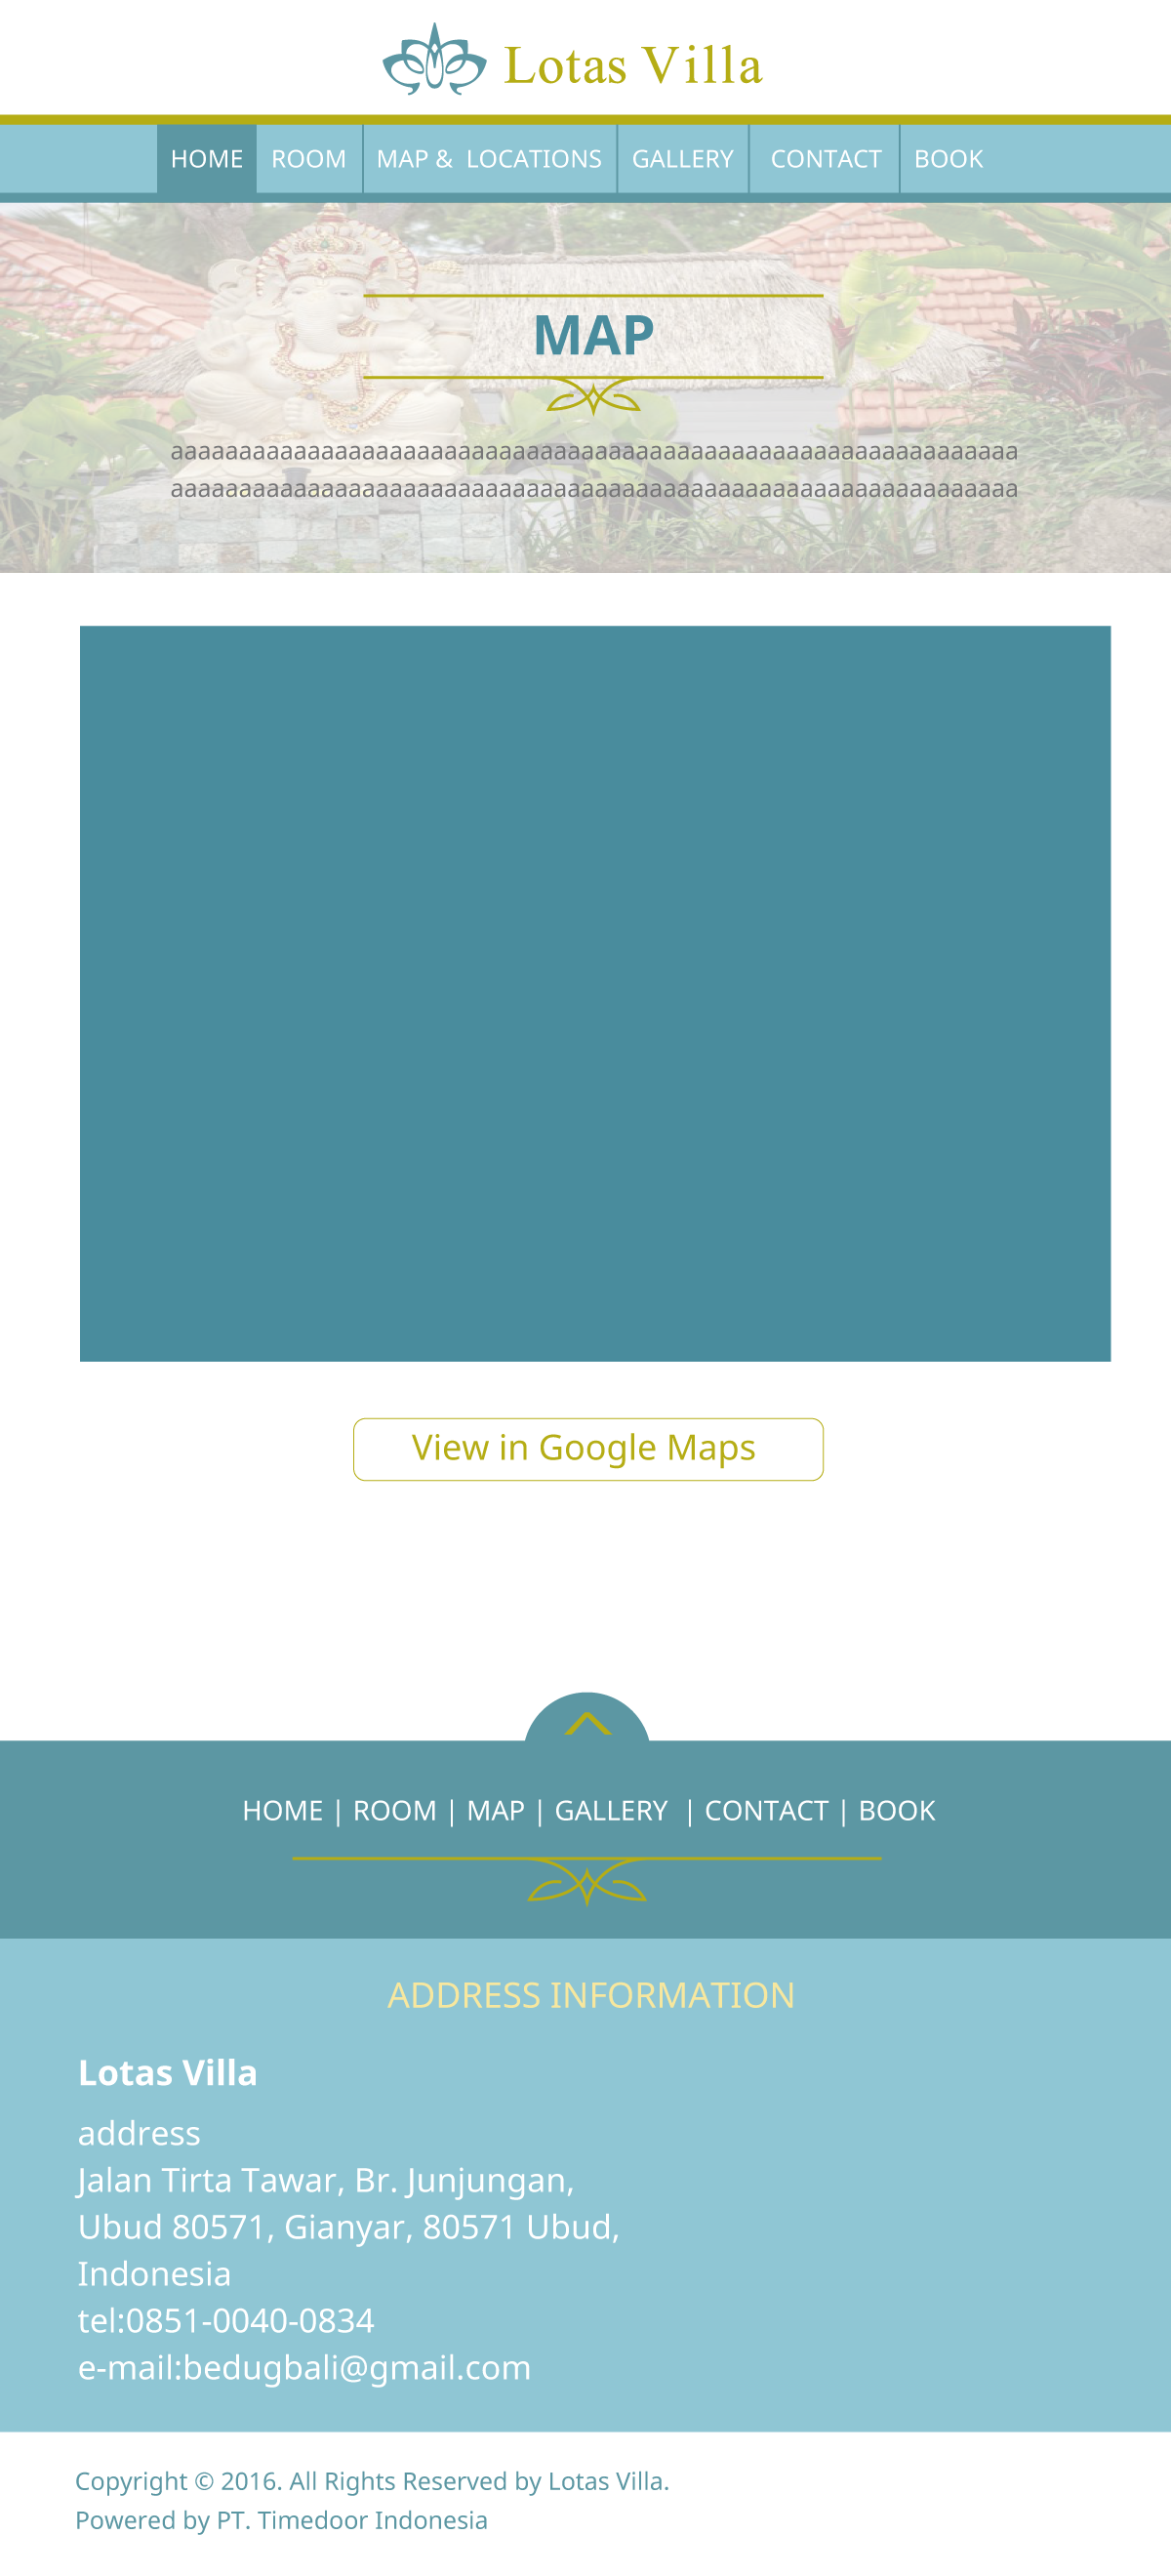 Lotas Villa
HOME ROOM MAP & LOCATIONS GALLERY CONTACT BOOK
MAP
aaaaaaaaaaaaaaaaaaaaaaaaaaaaaaaaaaaaaaaaaaaaaaaaaaaaaaaaaaaaaa
aaaaaaaaaaaaaaaaaaaaaaaaaaaaaaaaaaaaaaaaaaaaaaaaaaaaaaaaaaaaaa
View in Google Maps
HOME | ROOM | MAP | GALLERY | CONTACT | BOOK
ADDRESS INFORMATION
Lotas Villa
address
Jalan Tirta Tawar, Br. Junjungan,
Ubud 80571, Gianyar, 80571 Ubud,
Indonesia
tel:0851-0040-0834
e-mail:bedugbali@gmail.com
Copyright © 2016. All Rights Reserved by Lotas Villa.
Powered by PT. Timedoor Indonesia